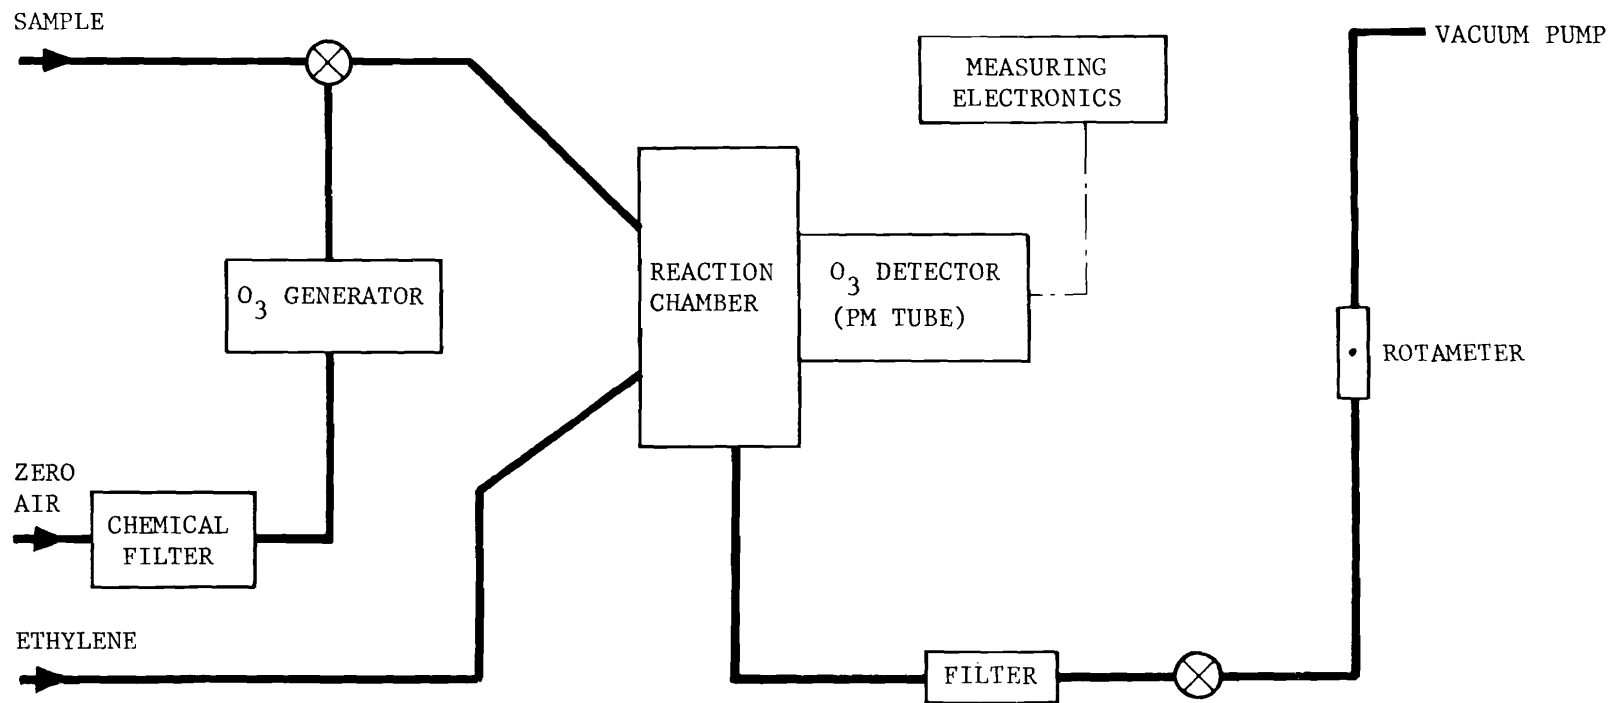 SAMPLE
VACUUM PUMP
MEASURING
ELECTRONICS
O₃ GENERATOR
REACTION
CHAMBER
O₃ DETECTOR
(PM TUBE)
ROTAMETER
ZERO
AIR
CHEMICAL
FILTER
ETHYLENE
FILTER